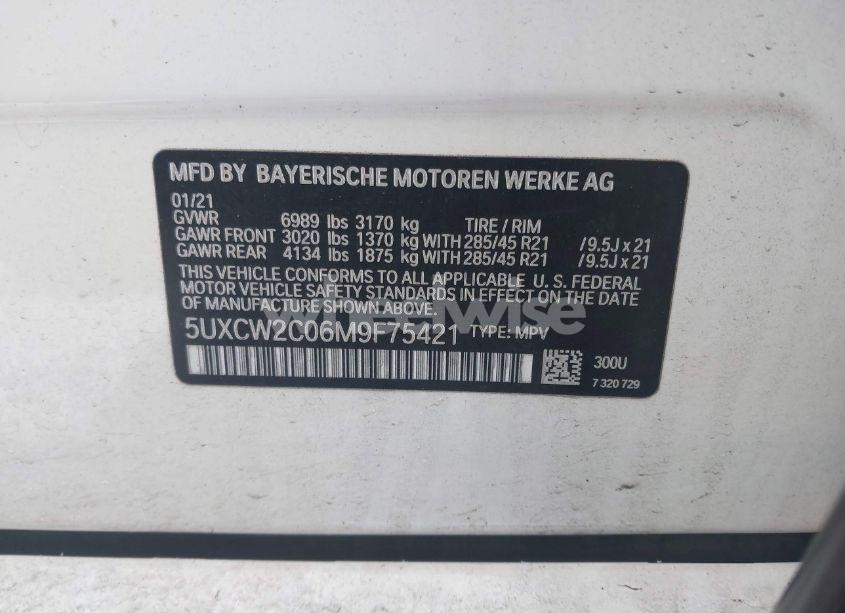 MFD BY BAYERISCHE MOTOREN WERKE AG
01/21
GVWR 6989 lbs 3170 kg TIRE / RIM
GAWR FRONT 3020 lbs 1370 kg WITH 285/45 R21 /9.5J x 21
GAWR REAR 4134 lbs 1875 kg WITH 285/45 R21 /9.5J x 21
THIS VEHICLE CONFORMS TO ALL APPLICABLE U. S. FEDERAL
MOTOR VEHICLE SAFETY STANDARDS IN EFFECT ON THE DATE
OF MANUFACTURE SHOWN ABOVE.
wheelwise
5UXCW2C06M9F75421 TYPE: MPV
300U
7 320 729